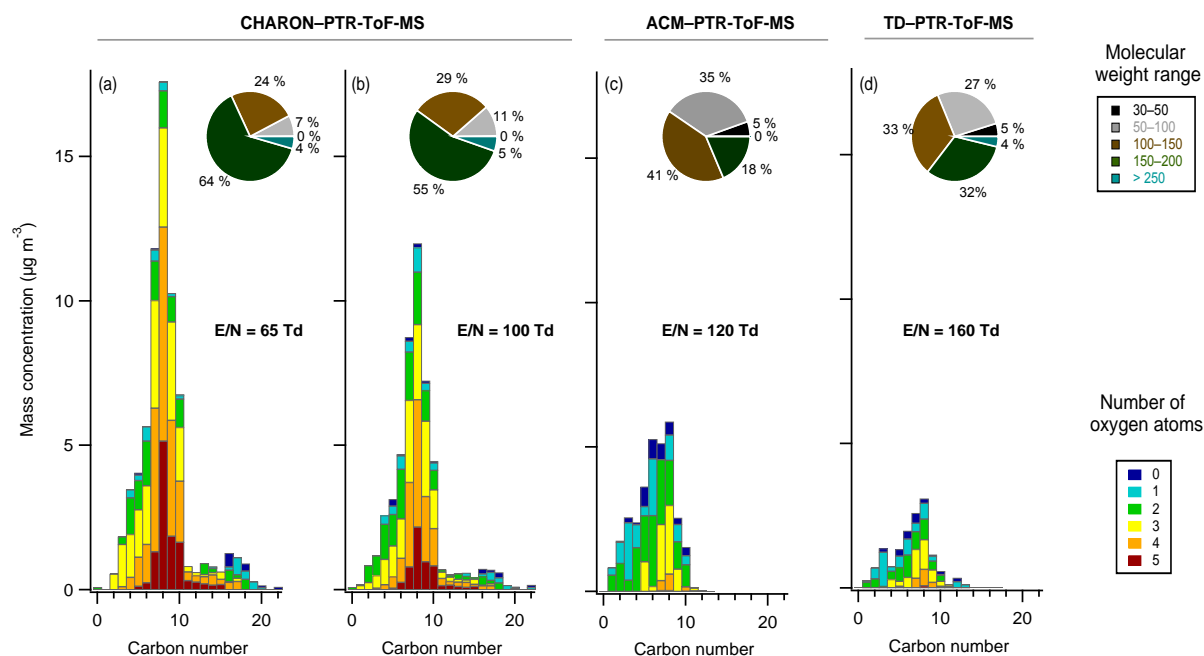 CHARON–PTR-ToF-MS
ACM–PTR-ToF-MS
TD–PTR-ToF-MS
(a)
24 %
7 %
0 %
4 %
64 %
E/N = 65 Td
(b)
29 %
11 %
0 %
5 %
55 %
E/N = 100 Td
(c)
35 %
5 %
0 %
18 %
41 %
E/N = 120 Td
(d)
27 %
5 %
4 %
32%
33 %
E/N = 160 Td
Molecular
weight range
30–50
50–100
100–150
150–200
> 250
Number of
oxygen atoms
0
1
2
3
4
5
Mass concentration (µg m-3)
15
10
5
0
0 10 20
0 10 20
0 10 20
0 10 20
Carbon number
Carbon number
Carbon number
Carbon number